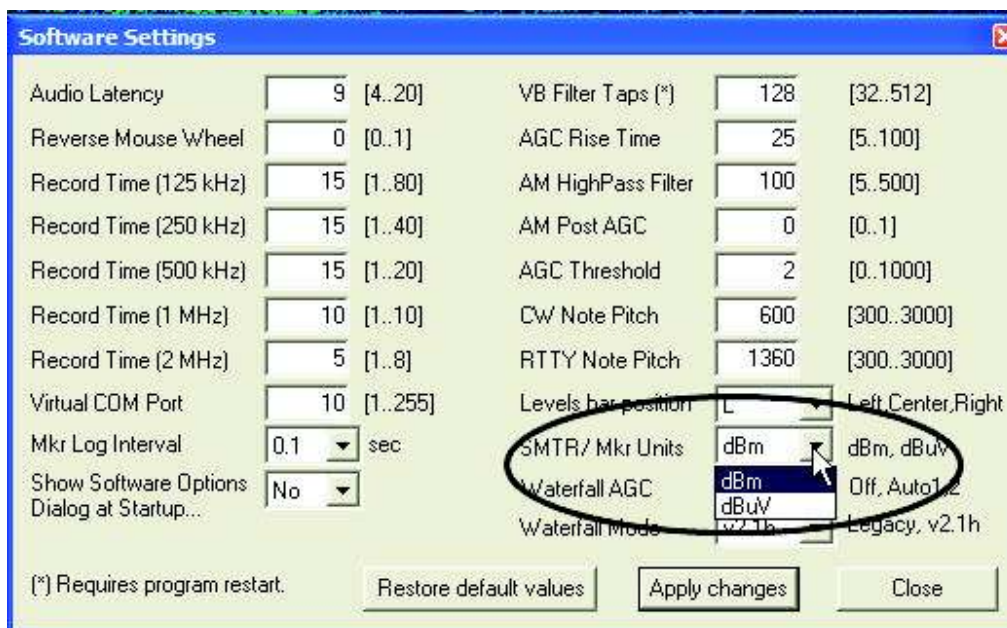 Software Settings
Audio Latency 9 [4..20]
Reverse Mouse Wheel 0 [0..1]
Record Time (125 kHz) 15 [1..80]
Record Time (250 kHz) 15 [1..40]
Record Time (500 kHz) 15 [1..20]
Record Time (1 MHz) 10 [1..10]
Record Time (2 MHz) 5 [1..8]
Virtual COM Port 10 [1..255]
Mkr Log Interval 0.1 sec
Show Software Options
Dialog at Startup... No
VB Filter Taps (*) 128 [32..512]
AGC Rise Time 25 [5..100]
AM HighPass Filter 100 [5..500]
AM Post AGC 0 [0..1]
AGC Threshold 2 [0..1000]
CW Note Pitch 600 [300..3000]
RTTY Note Pitch 1360 [300..3000]
Levels bar position L Left,Center,Right
SMTR/ Mkr Units dBm dBm, dBuV
dBm
dBuV
Waterfall AGC Off, Auto1,2
Waterfall Mode v2.1h Legacy, v2.1h
(*) Requires program restart.
Restore default values
Apply changes
Close